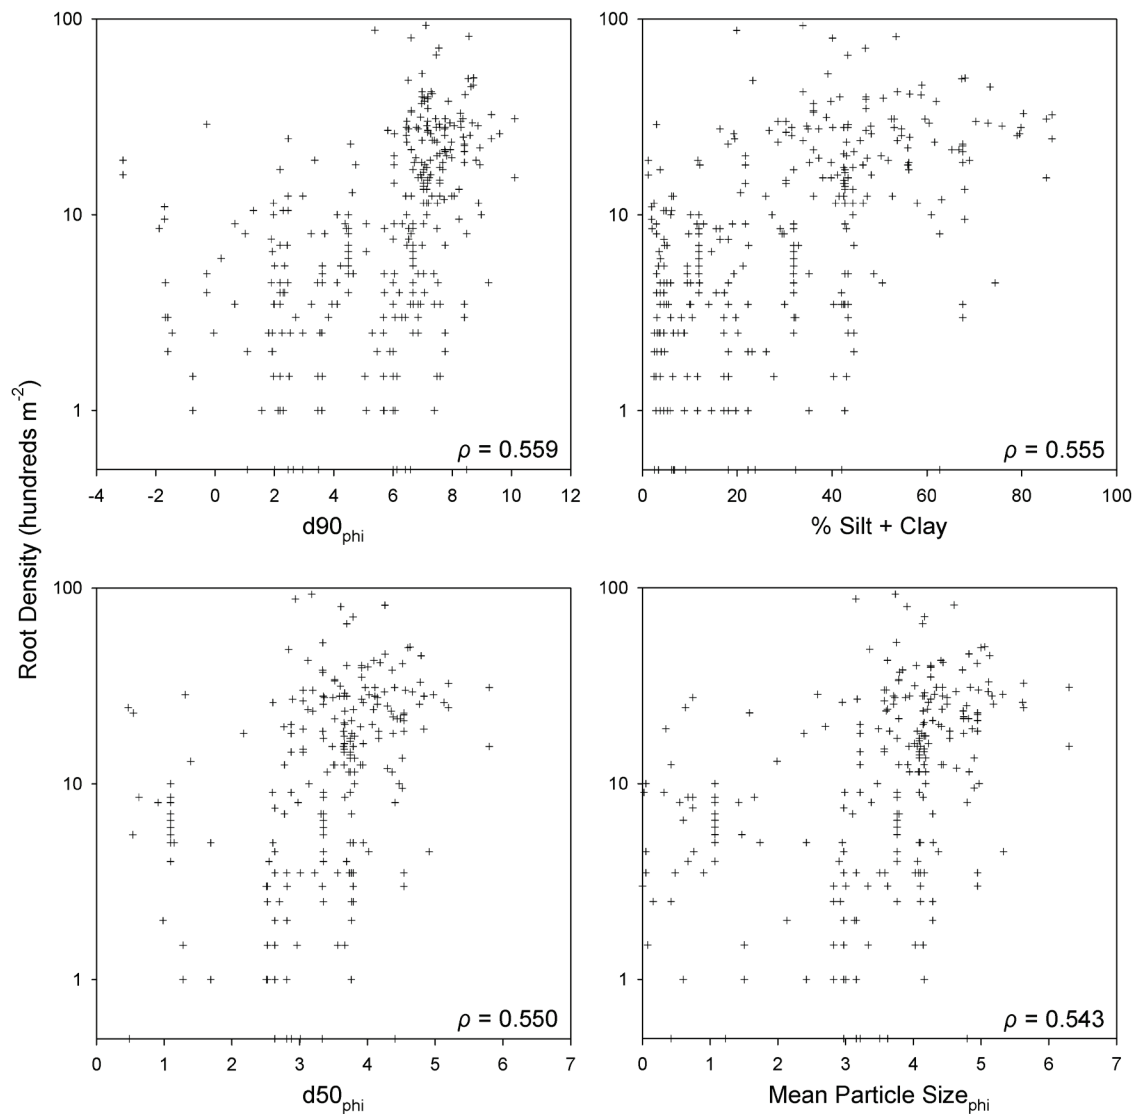 Root Density (hundreds m-2)
100
10
1
ρ = 0.559
-4 -2 0 2 4 6 8 10 12
d90phi
100
10
1
ρ = 0.555
0 20 40 60 80 100
% Silt + Clay
100
10
1
ρ = 0.550
0 1 2 3 4 5 6 7
d50phi
100
10
1
ρ = 0.543
0 1 2 3 4 5 6 7
Mean Particle Sizephi